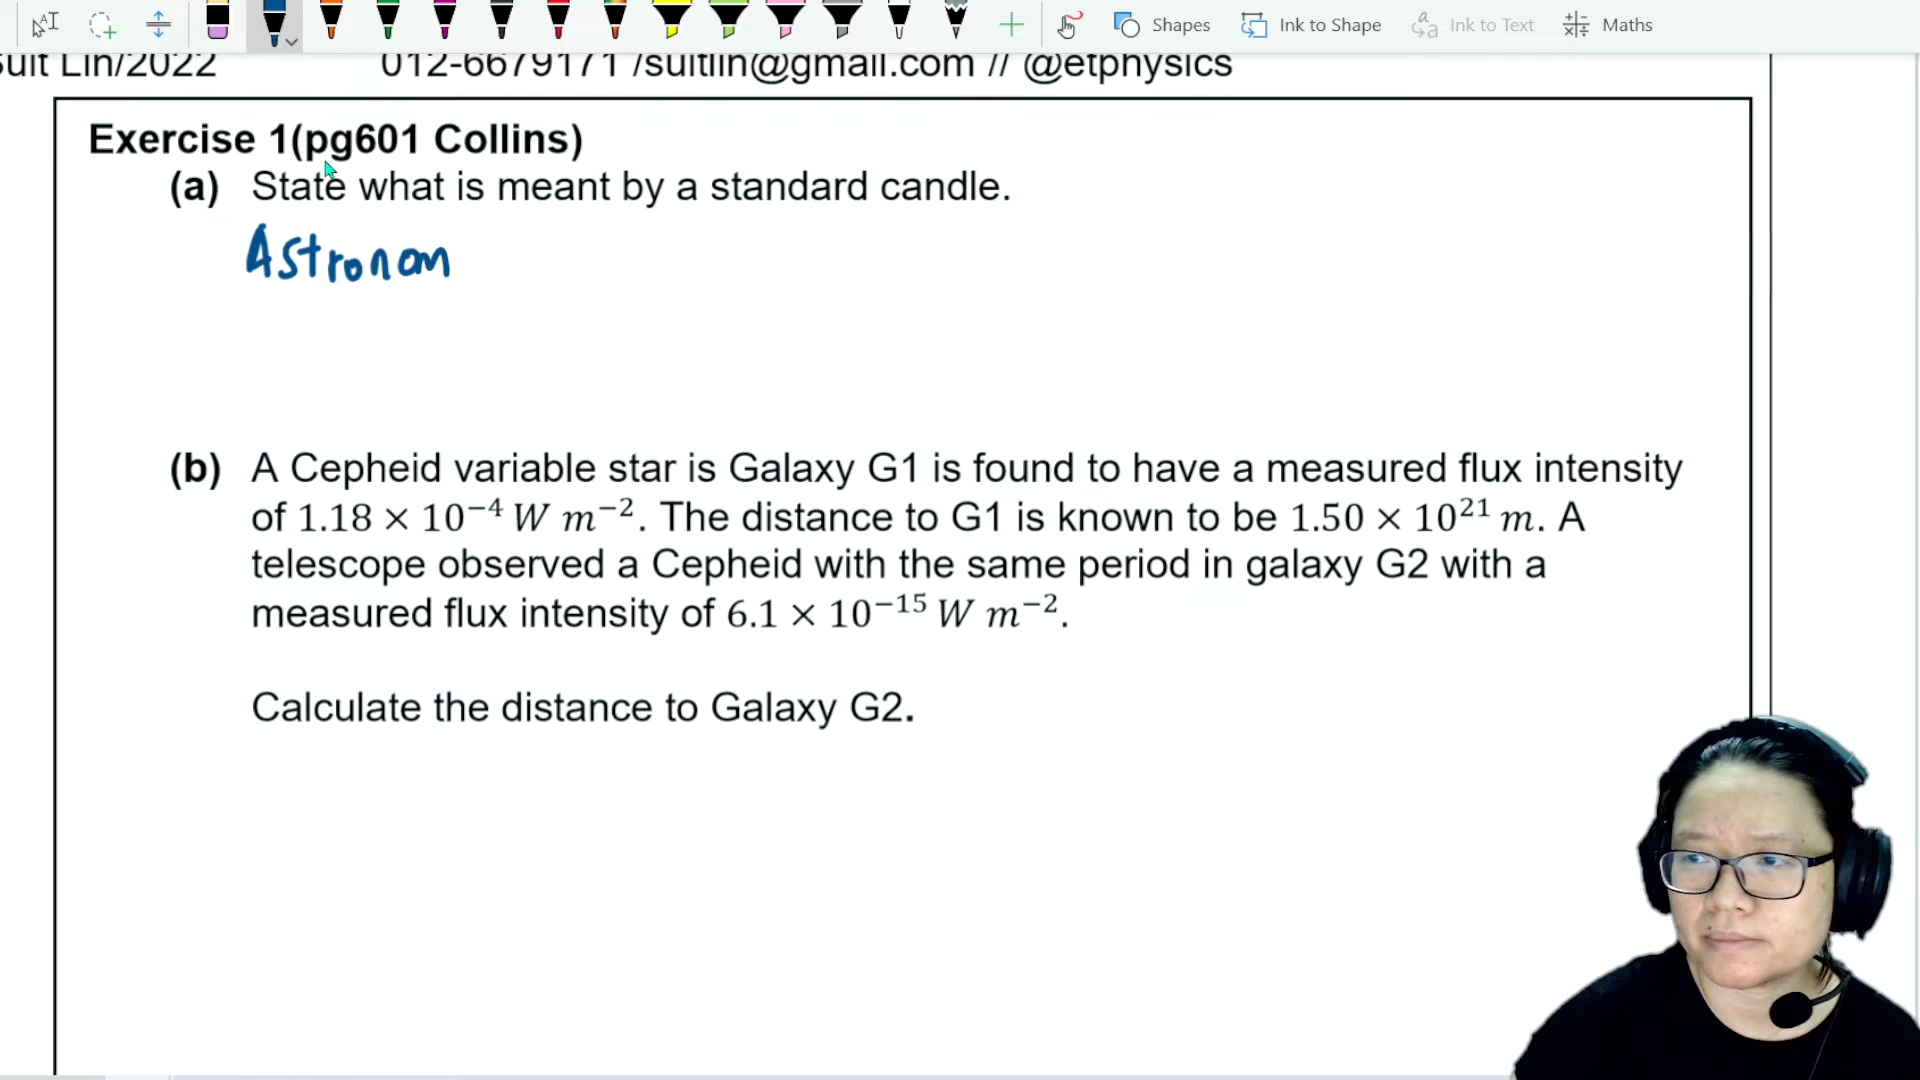 Shapes Ink to Shape Ink to Text Maths
Suit Lin/2022 012-6679171 /suitlin@gmail.com // @etphysics
Exercise 1(pg601 Collins)
(a) State what is meant by a standard candle.
Astronom
(b) A Cepheid variable star is Galaxy G1 is found to have a measured flux intensity
of 1.18 × 10⁻⁴ W m⁻². The distance to G1 is known to be 1.50 × 10²¹ m. A
telescope observed a Cepheid with the same period in galaxy G2 with a
measured flux intensity of 6.1 × 10⁻¹⁵ W m⁻².
Calculate the distance to Galaxy G2.